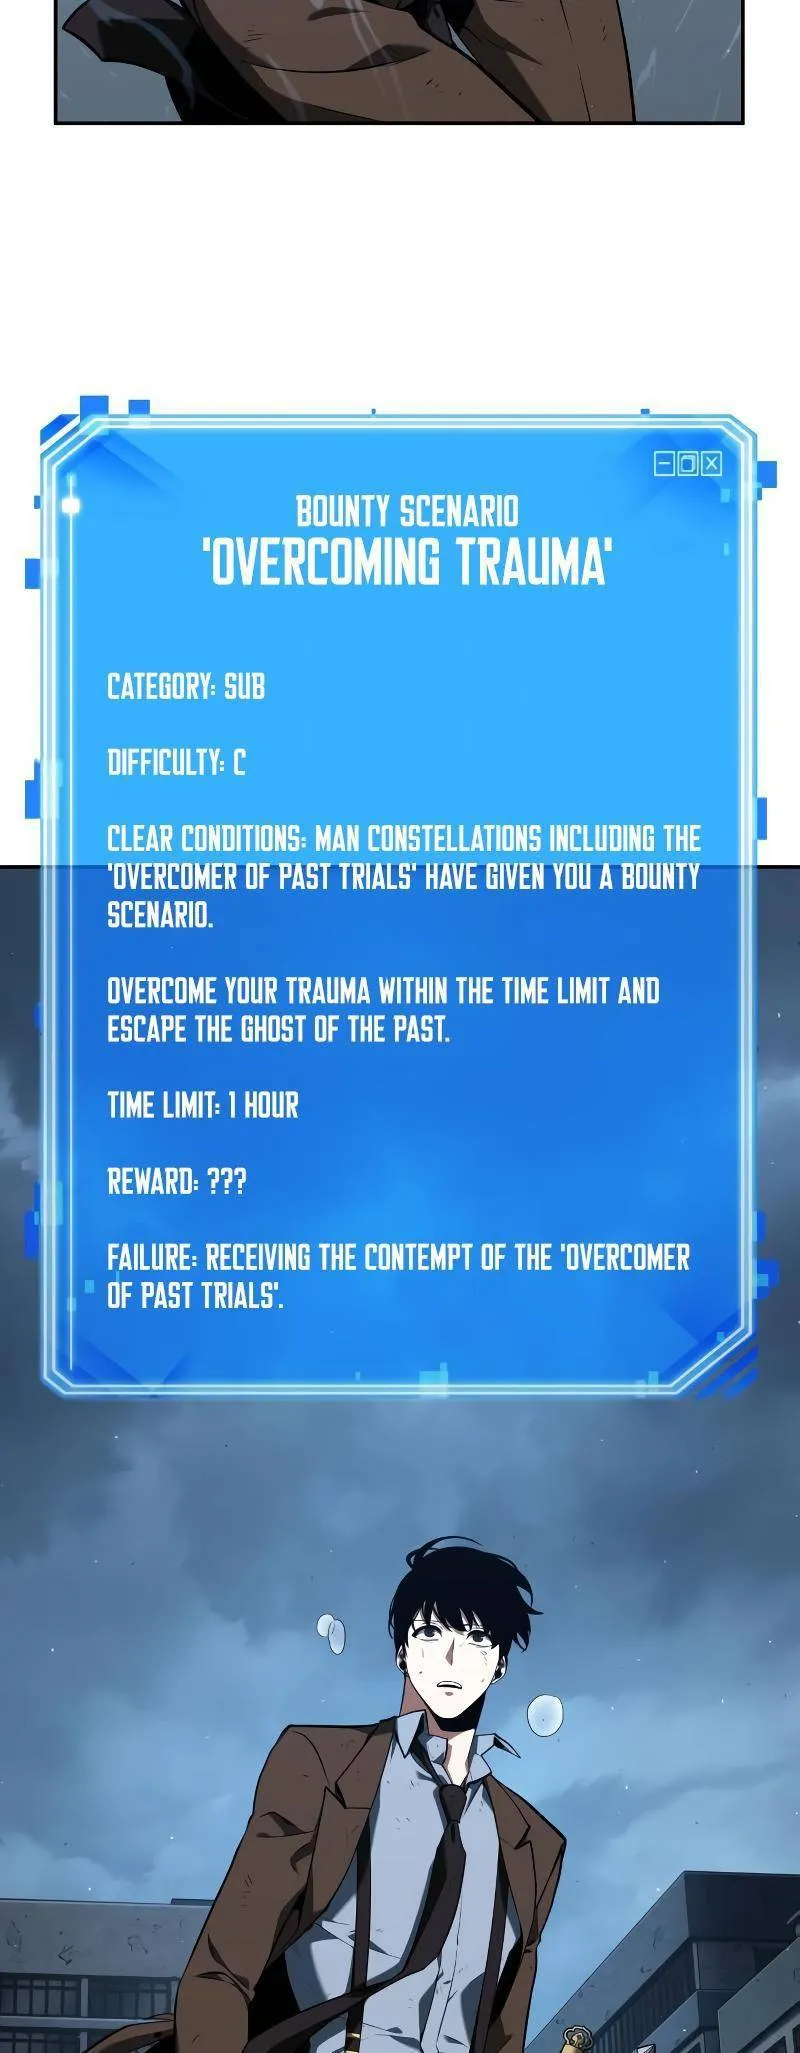 BOUNTY SCENARIO
'OVERCOMING TRAUMA'
CATEGORY: SUB
DIFFICULTY: C
CLEAR CONDITIONS: MAN CONSTELLATIONS INCLUDING THE
'OVERCOMER OF PAST TRIALS' HAVE GIVEN YOU A BOUNTY
SCENARIO.
OVERCOME YOUR TRAUMA WITHIN THE TIME LIMIT AND
ESCAPE THE GHOST OF THE PAST.
TIME LIMIT: 1 HOUR
REWARD: ???
FAILURE: RECEIVING THE CONTEMPT OF THE 'OVERCOMER
OF PAST TRIALS'.